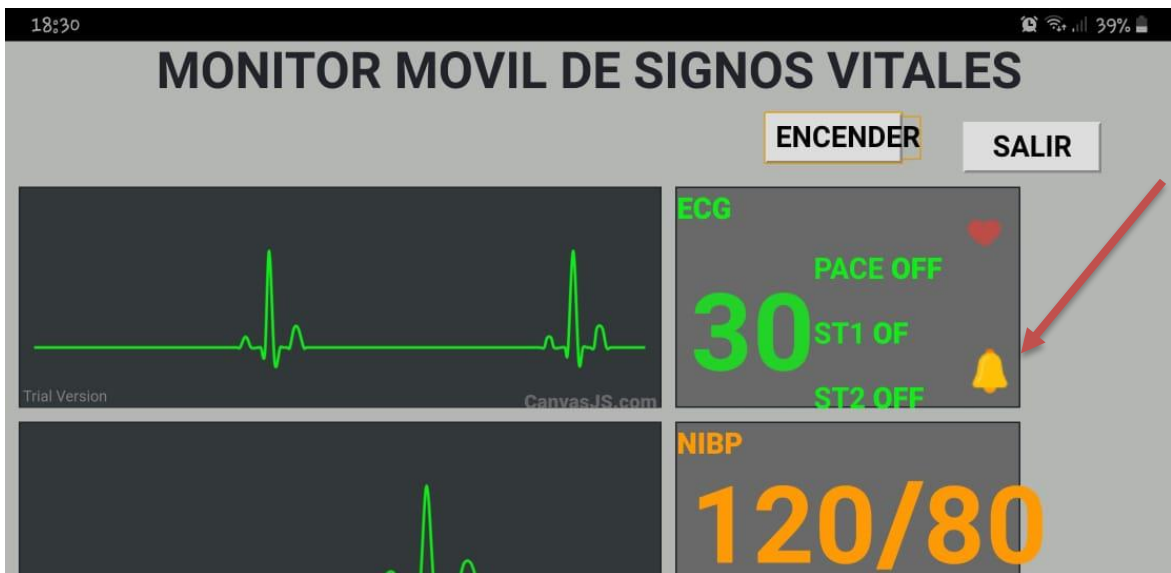 18:30
39%
MONITOR MOVIL DE SIGNOS VITALES
ENCENDER
SALIR
ECG
PACE OFF
30
ST1 OF
ST2 OFF
Trial Version
CanvasJS.com
NIBP
120/80